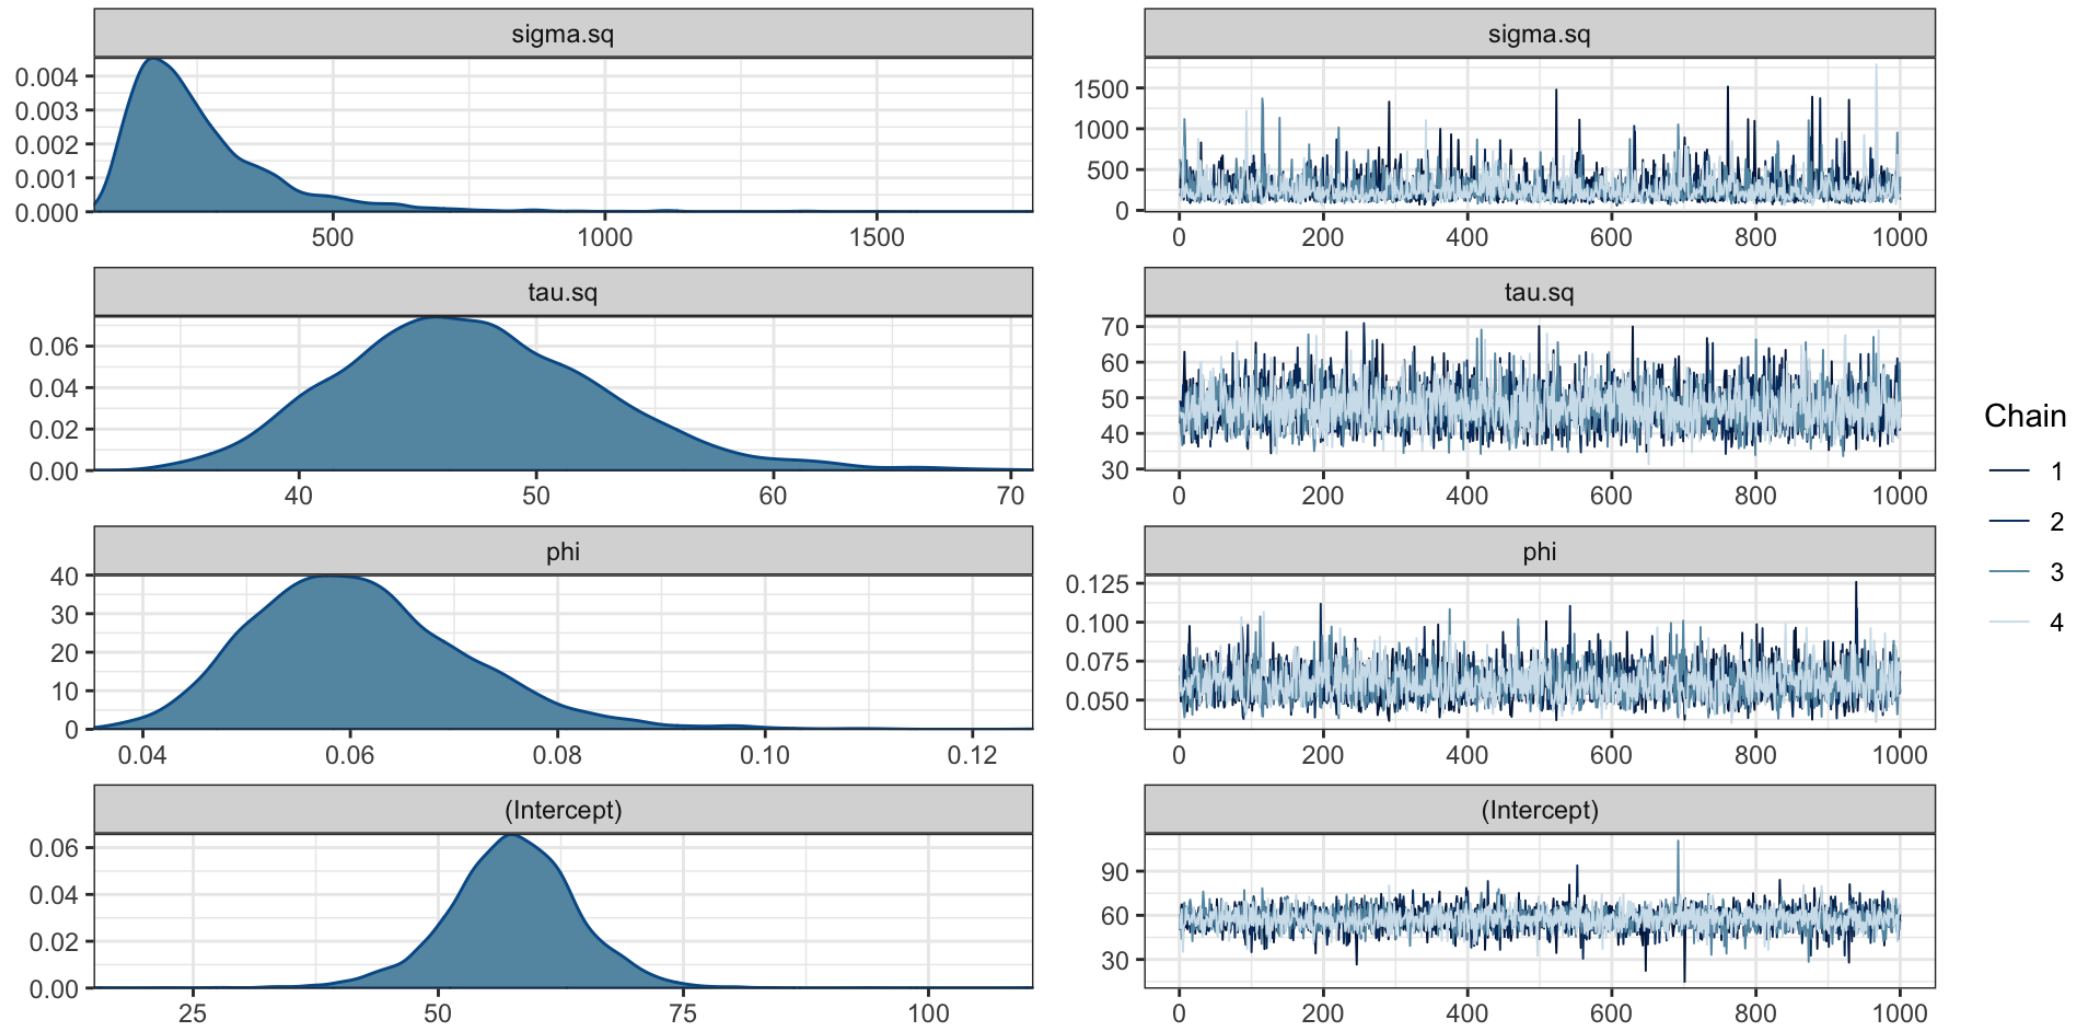 sigma.sq
0.004
0.003
0.002
0.001
0.000
500 1000 1500
sigma.sq
1500
1000
500
0
0 200 400 600 800 1000
tau.sq
0.06
0.04
0.02
0.00
40 50 60 70
tau.sq
70
60
50
40
30
0 200 400 600 800 1000
phi
40
30
20
10
0
0.04 0.06 0.08 0.10 0.12
phi
0.125
0.100
0.075
0.050
0 200 400 600 800 1000
(Intercept)
0.06
0.04
0.02
0.00
25 50 75 100
(Intercept)
90
60
30
0 200 400 600 800 1000
Chain
1
2
3
4